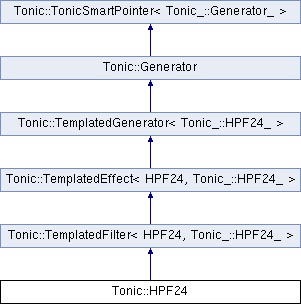 Tonic::TonicSmartPointer< Tonic_::Generator_ >
Tonic::Generator
Tonic::TemplatedGenerator< Tonic_::HPF24_ >
Tonic::TemplatedEffect< HPF24, Tonic_::HPF24_ >
Tonic::TemplatedFilter< HPF24, Tonic_::HPF24_ >
Tonic::HPF24